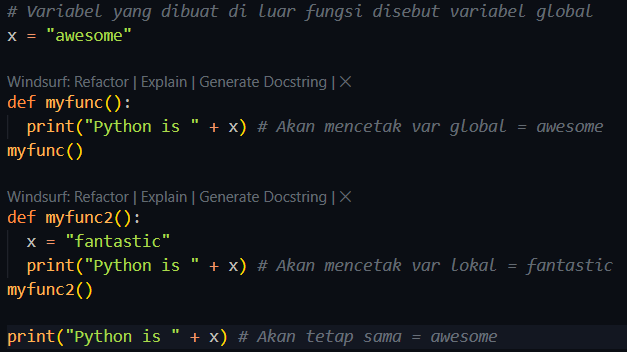 # Variabel yang dibuat di luar fungsi disebut variabel global
x = "awesome"
Windsurf: Refactor | Explain | Generate Docstring | ×
def myfunc():
  print("Python is " + x) # Akan mencetak var global = awesome
myfunc()
Windsurf: Refactor | Explain | Generate Docstring | ×
def myfunc2():
  x = "fantastic"
  print("Python is " + x) # Akan mencetak var lokal = fantastic
myfunc2()
print("Python is " + x) # Akan tetap sama = awesome